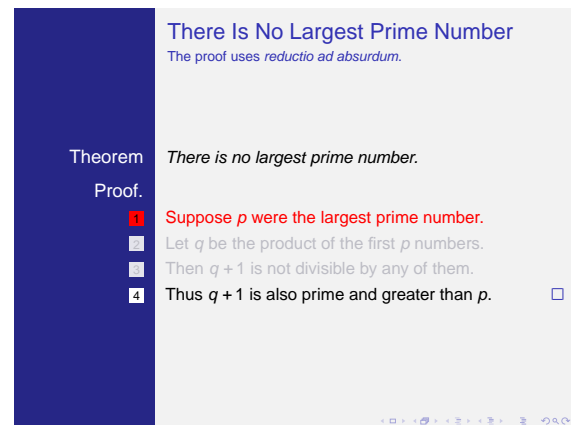 There Is No Largest Prime Number
The proof uses reductio ad absurdum.
Theorem There is no largest prime number.
Proof.
1 Suppose p were the largest prime number.
2 Let q be the product of the first p numbers.
3 Then q + 1 is not divisible by any of them.
4 Thus q + 1 is also prime and greater than p. □